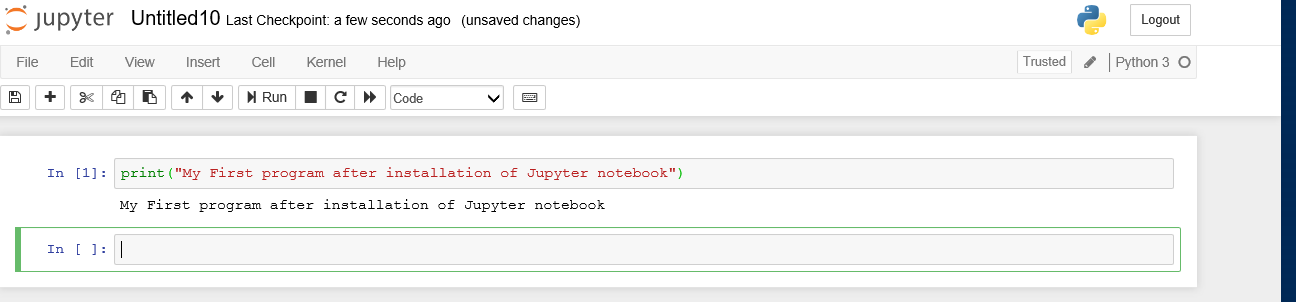 jupyter Untitled10 Last Checkpoint: a few seconds ago (unsaved changes) Logout
File Edit View Insert Cell Kernel Help Trusted Python 3
Run Code
In [1]: print("My First program after installation of Jupyter notebook")
My First program after installation of Jupyter notebook
In [ ]: